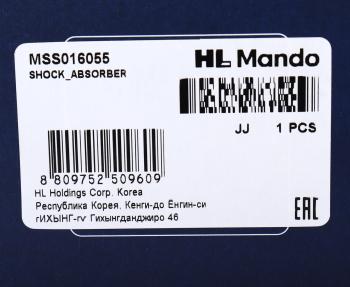 MSS016055
SHOCK_ABSORBER
HL Mando
JJ 1 PCS
8 809752 509609
HL Holdings Corp. Korea
Республика Корея, Кенги-до Ёнгин-си
гИХЫНГ-гv Гихынгданджиро 46
EAC